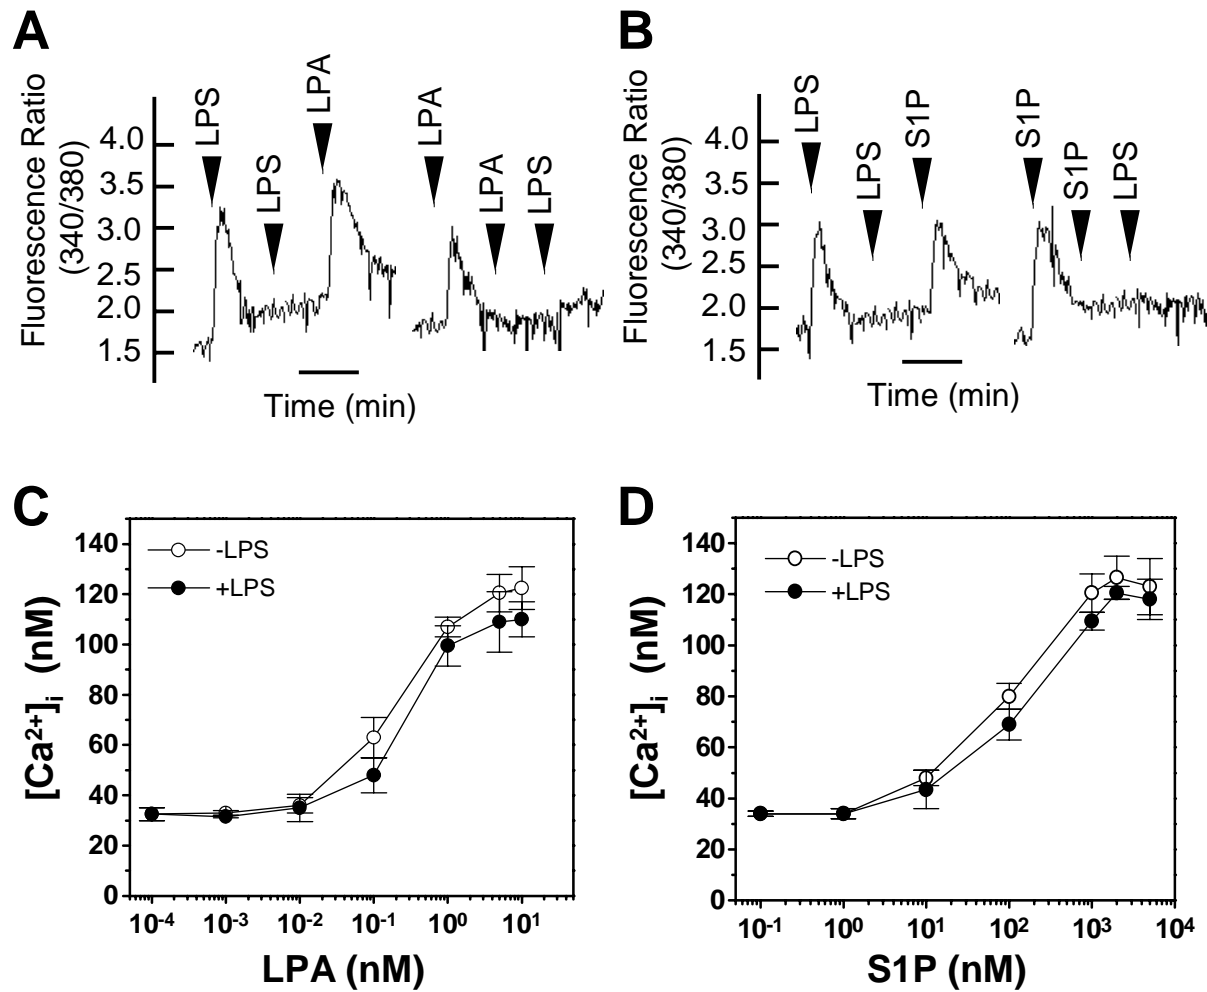 A
Fluorescence Ratio
(340/380)
4.0
3.5
3.0
2.5
2.0
1.5
LPS
LPS
LPA
LPA
LPA
LPS
Time (min)
B
Fluorescence Ratio
(340/380)
4.0
3.5
3.0
2.5
2.0
1.5
LPS
LPS
S1P
S1P
S1P
LPS
Time (min)
C
[Ca²⁺]ᵢ (nM)
140
120
100
80
60
40
20
0
-LPS
+LPS
10⁻⁴ 10⁻³ 10⁻² 10⁻¹ 10⁰ 10¹
LPA (nM)
D
[Ca²⁺]ᵢ (nM)
140
120
100
80
60
40
20
0
-LPS
+LPS
10⁻¹ 10⁰ 10¹ 10² 10³ 10⁴
S1P (nM)